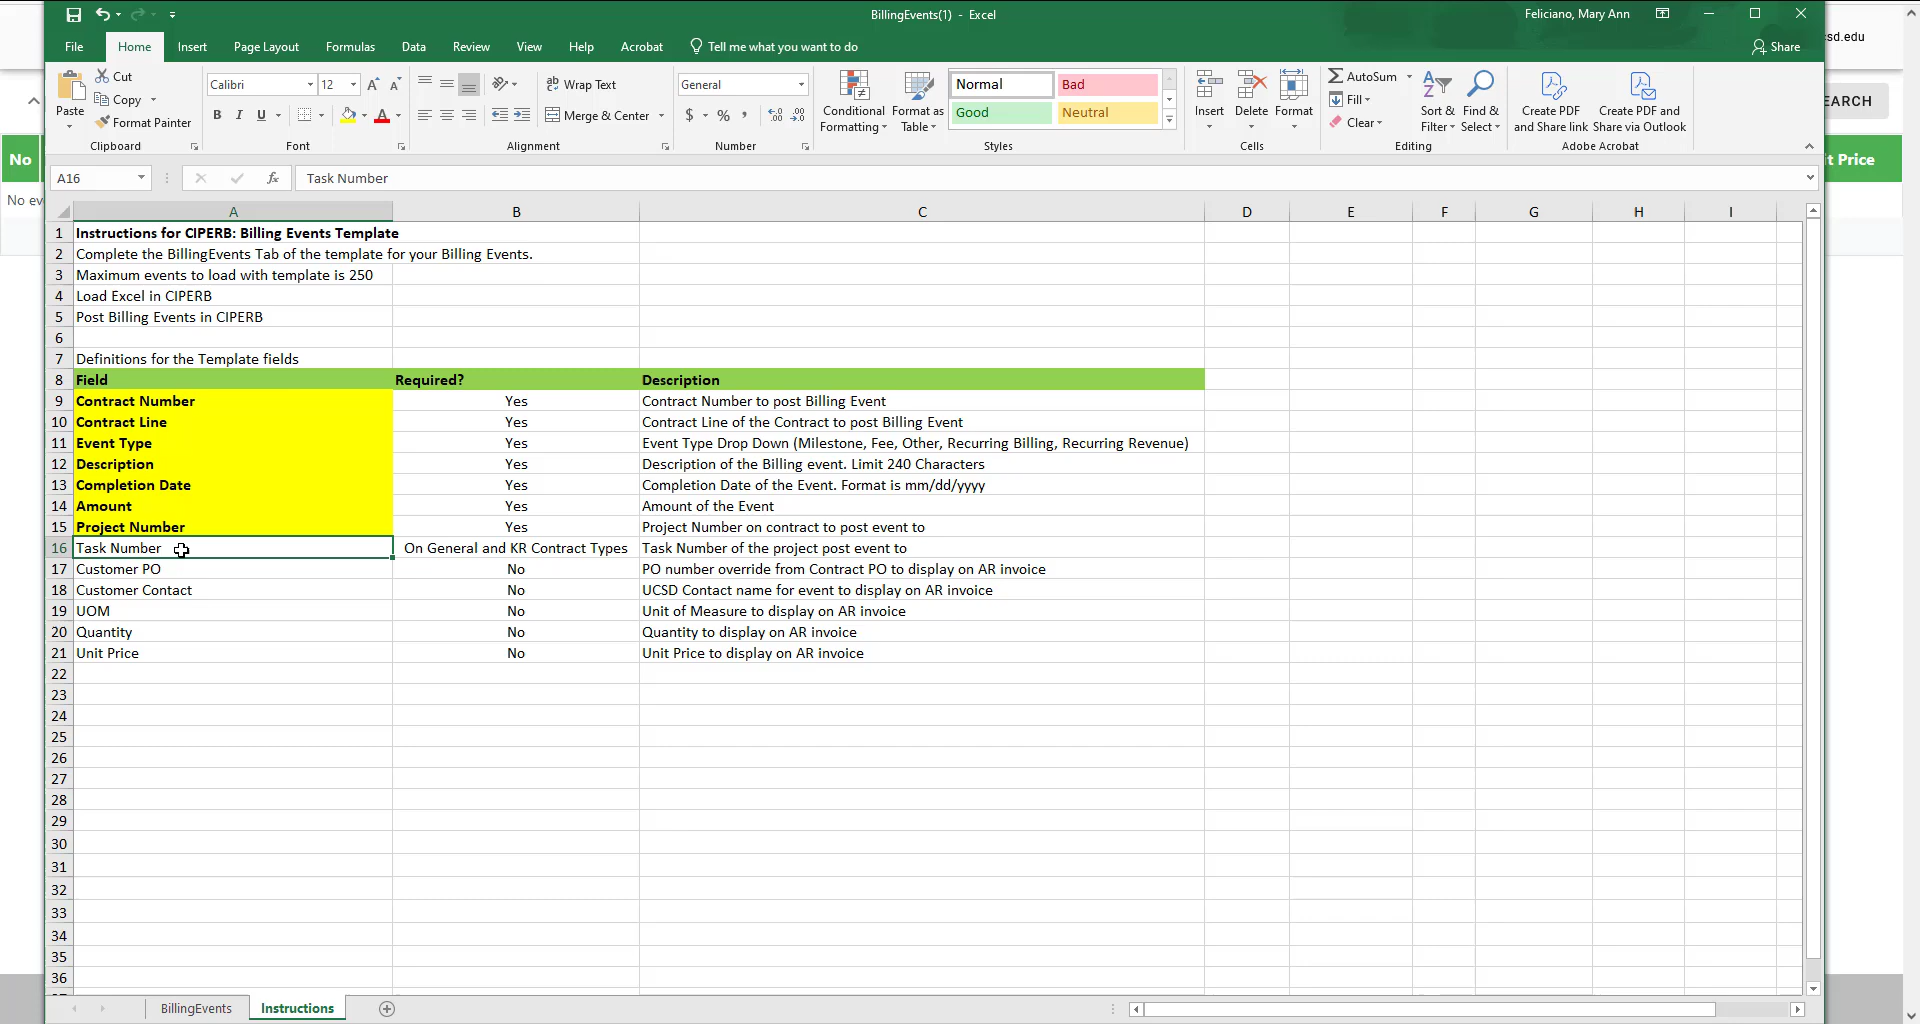 BillingEvents(1) - Excel
Feliciano, Mary Ann
File Home Insert Page Layout Formulas Data Review View Help Acrobat Tell me what you want to do
Share
csd.edu
Paste
Cut
Copy
Format Painter
Clipboard
Calibri 12
B I U
Font
Wrap Text
Merge & Center
Alignment
General
$ % ,
Number
Conditional Formatting
Format as Table
Normal Bad
Good Neutral
Styles
Insert Delete Format
Cells
AutoSum
Fill
Clear
Sort & Filter
Find & Select
Editing
Create PDF and Share link
Create PDF and Share via Outlook
Adobe Acrobat
EARCH
No
it Price
No ev
A16
fx
Task Number
A B C D E F G H I
1 Instructions for CIPERB: Billing Events Template
2 Complete the BillingEvents Tab of the template for your Billing Events.
3 Maximum events to load with template is 250
4 Load Excel in CIPERB
5 Post Billing Events in CIPERB
6
7 Definitions for the Template fields
8 Field Required? Description
9 Contract Number Yes Contract Number to post Billing Event
10 Contract Line Yes Contract Line of the Contract to post Billing Event
11 Event Type Yes Event Type Drop Down (Milestone, Fee, Other, Recurring Billing, Recurring Revenue)
12 Description Yes Description of the Billing event. Limit 240 Characters
13 Completion Date Yes Completion Date of the Event. Format is mm/dd/yyyy
14 Amount Yes Amount of the Event
15 Project Number Yes Project Number on contract to post event to
16 Task Number On General and KR Contract Types Task Number of the project post event to
17 Customer PO No PO number override from Contract PO to display on AR invoice
18 Customer Contact No UCSD Contact name for event to display on AR invoice
19 UOM No Unit of Measure to display on AR invoice
20 Quantity No Quantity to display on AR invoice
21 Unit Price No Unit Price to display on AR invoice
22
23
24
25
26
27
28
29
30
31
32
33
34
35
36
BillingEvents Instructions